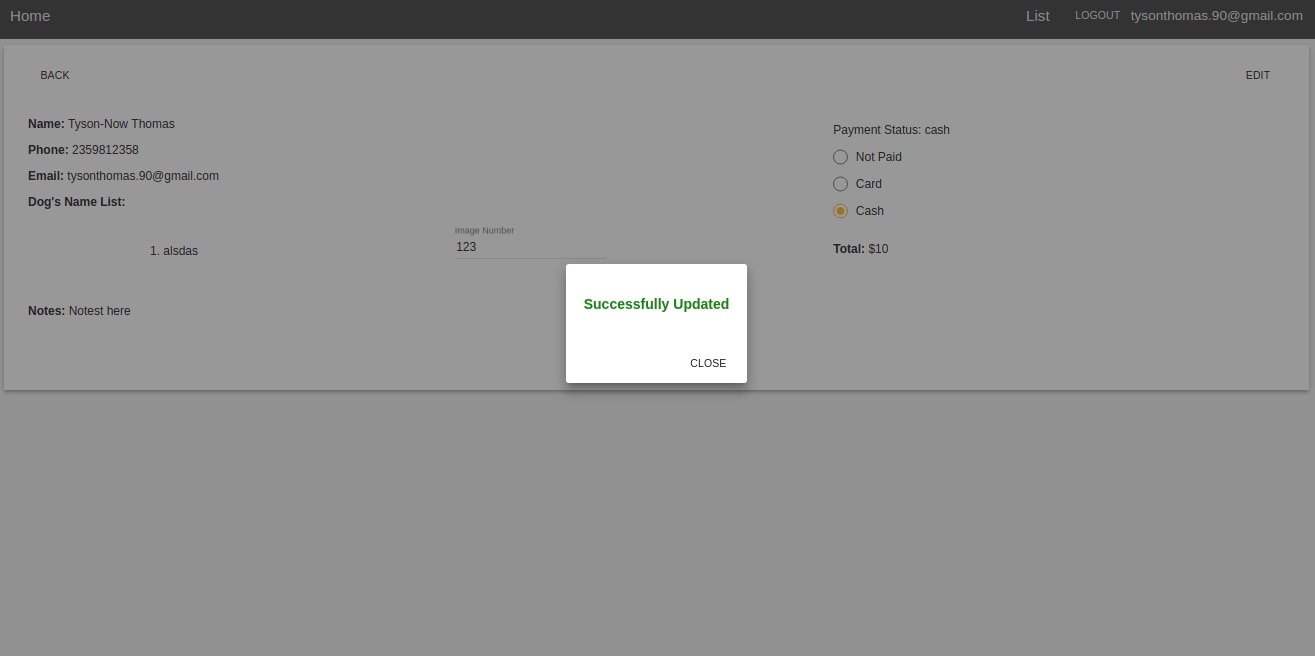 Home
List LOGOUT tysonthomas.90@gmail.com
BACK
EDIT
Name: Tyson-Now Thomas
Phone: 2359812358
Email: tysonthomas.90@gmail.com
Dog's Name List:
1. alsdas
Image Number
123
Notes: Notest here
Payment Status: cash
Not Paid
Card
Cash
Total: $10
Successfully Updated
CLOSE